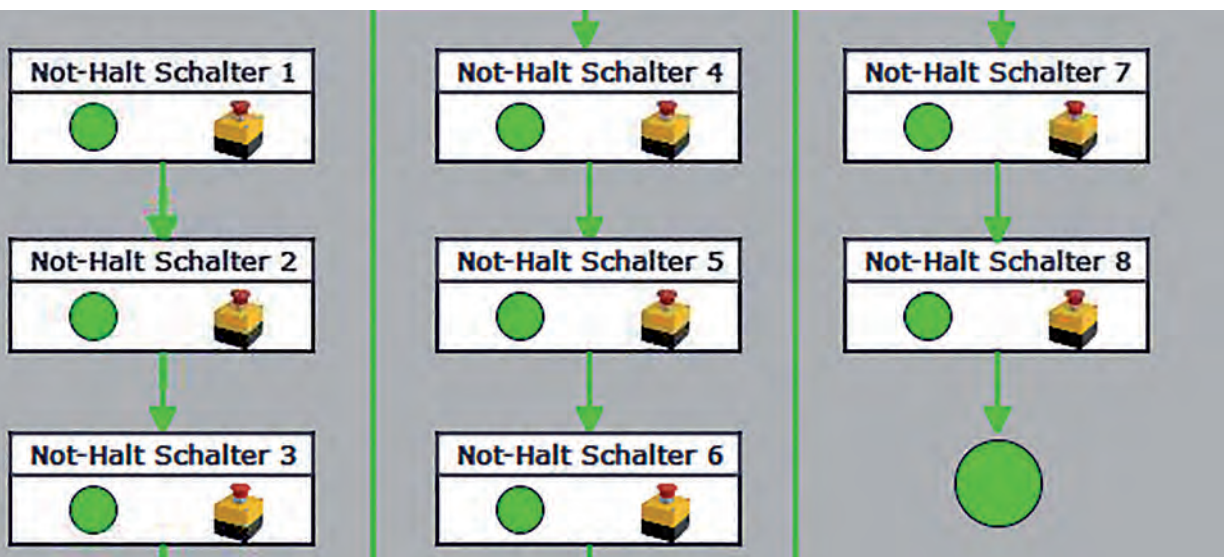 Not-Halt Schalter 1
Not-Halt Schalter 2
Not-Halt Schalter 3
Not-Halt Schalter 4
Not-Halt Schalter 5
Not-Halt Schalter 6
Not-Halt Schalter 7
Not-Halt Schalter 8